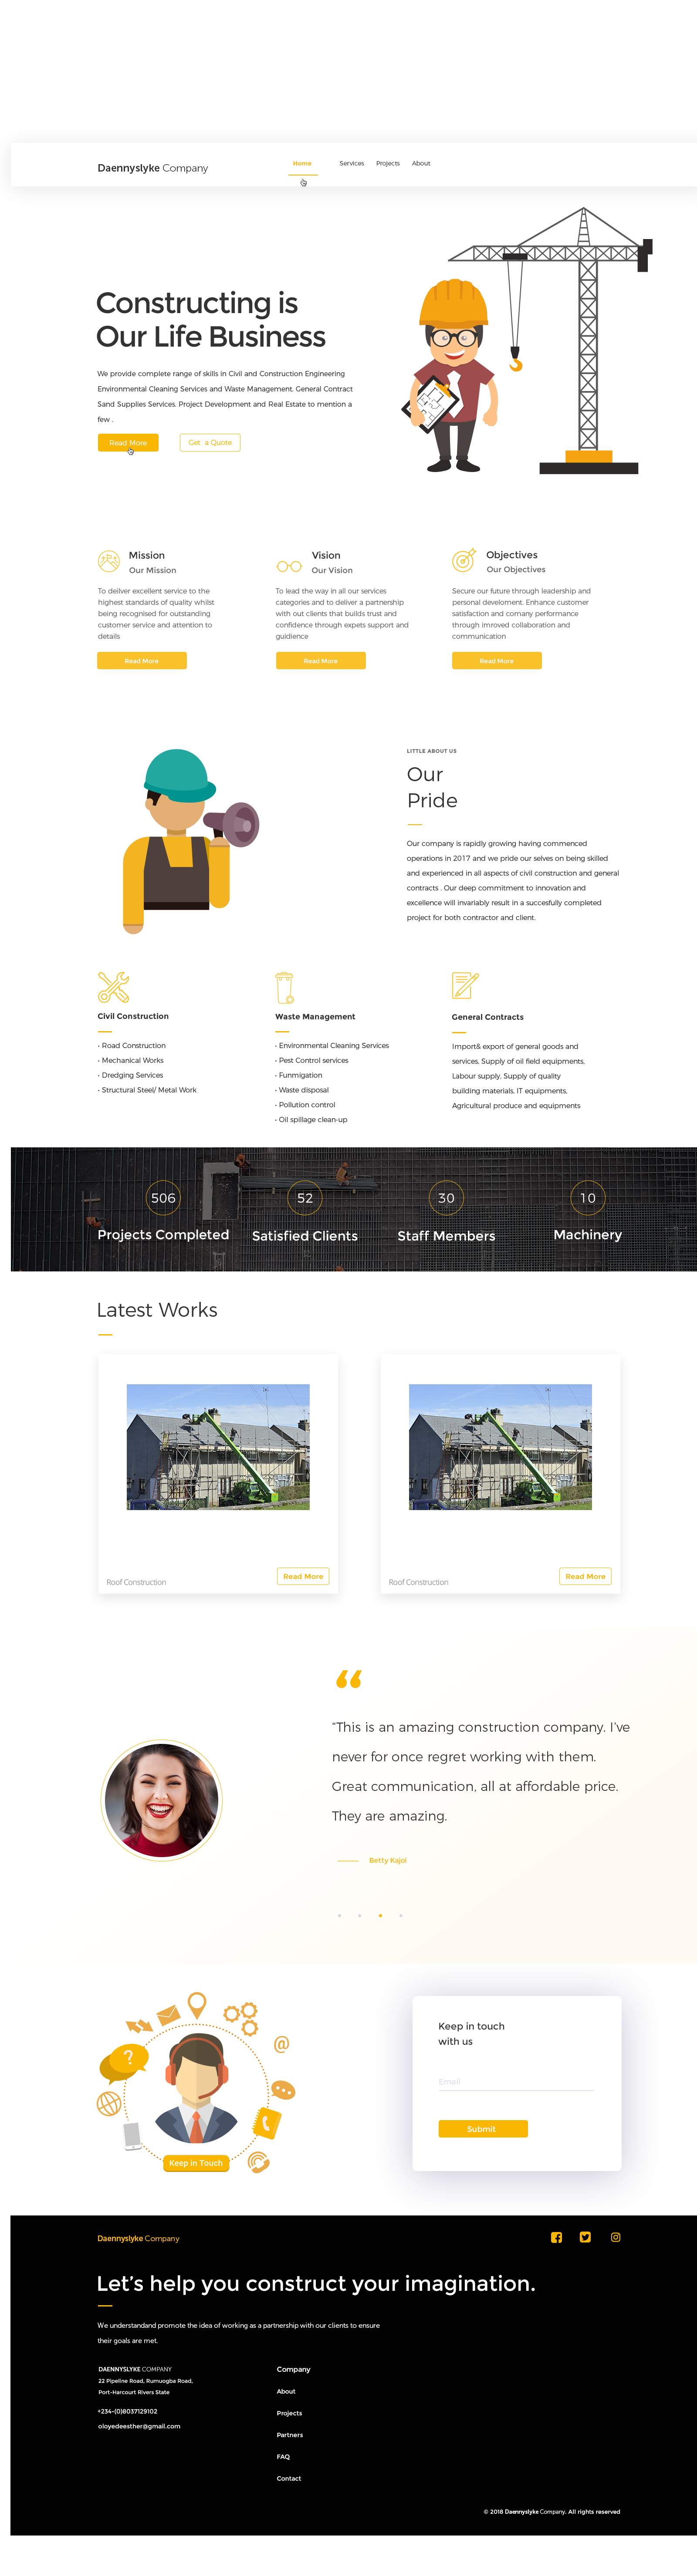 Daennyslyke Company
Home Services Projects About
Constructing is
Our Life Business
We provide complete range of skills in Civil and Construction Engineering
Environmental Cleaning Services and Waste Management. General Contract
Sand Supplies Services. Project Development and Real Estate to mention a
few .
Read More Get a Quote
Mission
Our Mission
To deliver excellent service to the
highest standards of quality whilst
being recognised for outstanding
customer service and attention to
details
Read More
Vision
Our Vision
To lead the way in all our services
categories and to deliver a partnership
with out clients that builds trust and
confidence through expets support and
guidience
Read More
Objectives
Our Objectives
Secure our future through leadership and
personal develoment. Enhance customer
satisfaction and comany performance
through imroved collaboration and
communication
Read More
LITTLE ABOUT US
Our
Pride
Our company is rapidly growing having commenced
operations in 2017 and we pride our selves on being skilled
and experienced in all aspects of civil construction and general
contracts . Our deep commitment to innovation and
excellence will invariably result in a succesfully completed
project for both contractor and client.
Civil Construction
• Road Construction
• Mechanical Works
• Dredging Services
• Structural Steel/ Metal Work
Waste Management
• Environmental Cleaning Services
• Pest Control services
• Funmigation
• Waste disposal
• Pollution control
• Oil spillage clean-up
General Contracts
Import& export of general goods and
services, Supply of oil field equipments,
Labour supply, Supply of quality
building materials, IT equipments,
Agricultural produce and equipments
506
Projects Completed
52
Satisfied Clients
30
Staff Members
10
Machinery
Latest Works
Roof Construction
Read More
Roof Construction
Read More
“
“This is an amazing construction company. I’ve
never for once regret working with them.
Great communication, all at affordable price.
They are amazing.
Betty Kajol
?
@
Keep in Touch
Keep in touch
with us
Email
Submit
Daennyslyke Company
Let’s help you construct your imagination.
We understandand promote the idea of working as a partnership with our clients to ensure
their goals are met.
DAENNYSLYKE COMPANY
22 Pipeline Road, Rumuogba Road,
Port-Harcourt Rivers State
+234-(0)8037129102
oloyedeesther@gmail.com
Company
About
Projects
Partners
FAQ
Contact
© 2018 Daennyslyke Company. All rights reserved